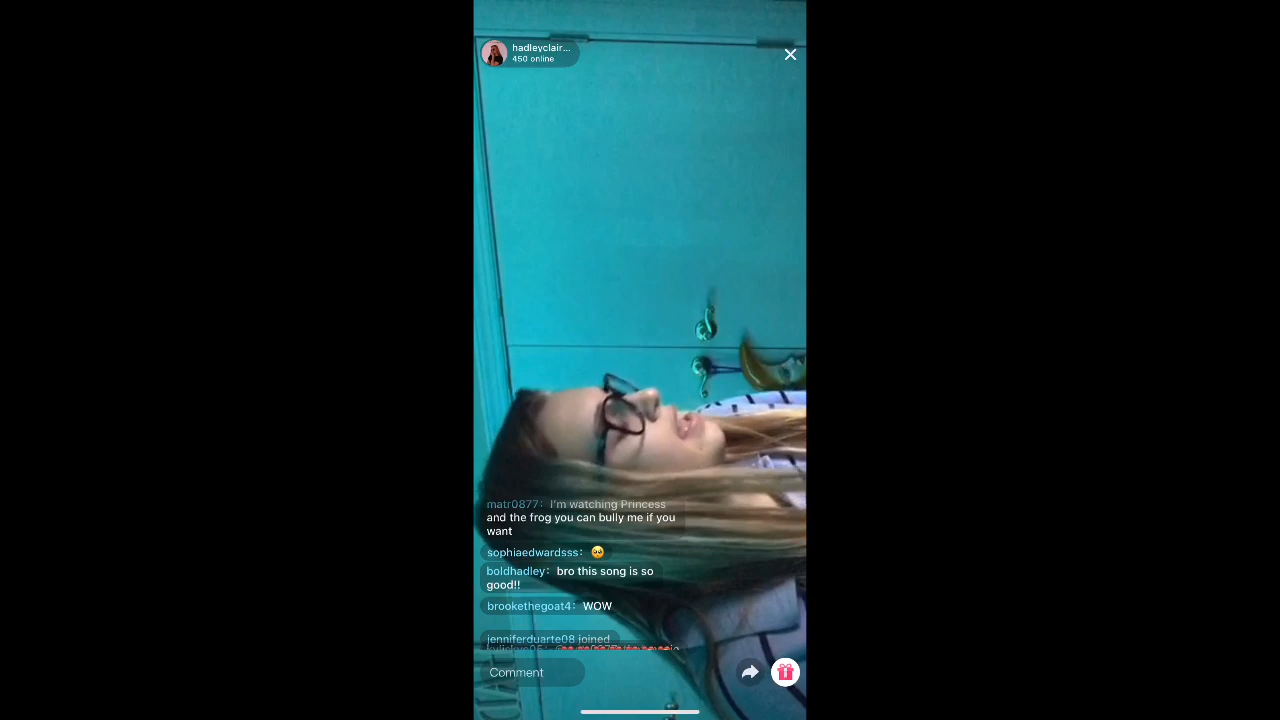 hadleyclair...
450 online
matr0877: I'm watching Princess
and the frog you can bully me if you
want
sophiaedwardsss: 🥺
boldhadley: bro this song is so
good!!
brookethegoat4: WOW
jenniferduarte08 joined
Comment